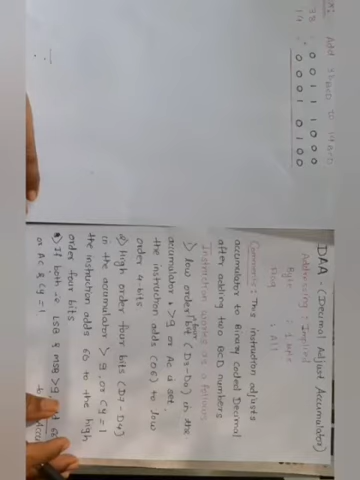 DAA - (Decimal Adjust Accumulator)
Addressing : Implied
Byte : 1 byte
Flag : All
Comments: This instruction adjusts
accumulator to Binary Coded Decimal
after adding two BCD numbers
Instruction works as a follows
1) low order four bit (D3-D0) in the
accumulator > 9 or AC is set
the instruction adds (06) to low
order 4-bits
2) High order four bits (D7-D4)
in the accumulator > 9 or CY = 1
the instruction adds 60 to the high
order four bits
3) If both LSB & MSB > 9
or AC & CY = 1
Add
38 : 0 0 1 1 1 0 0 0
14 : 0 0 0 1 0 1 0 0